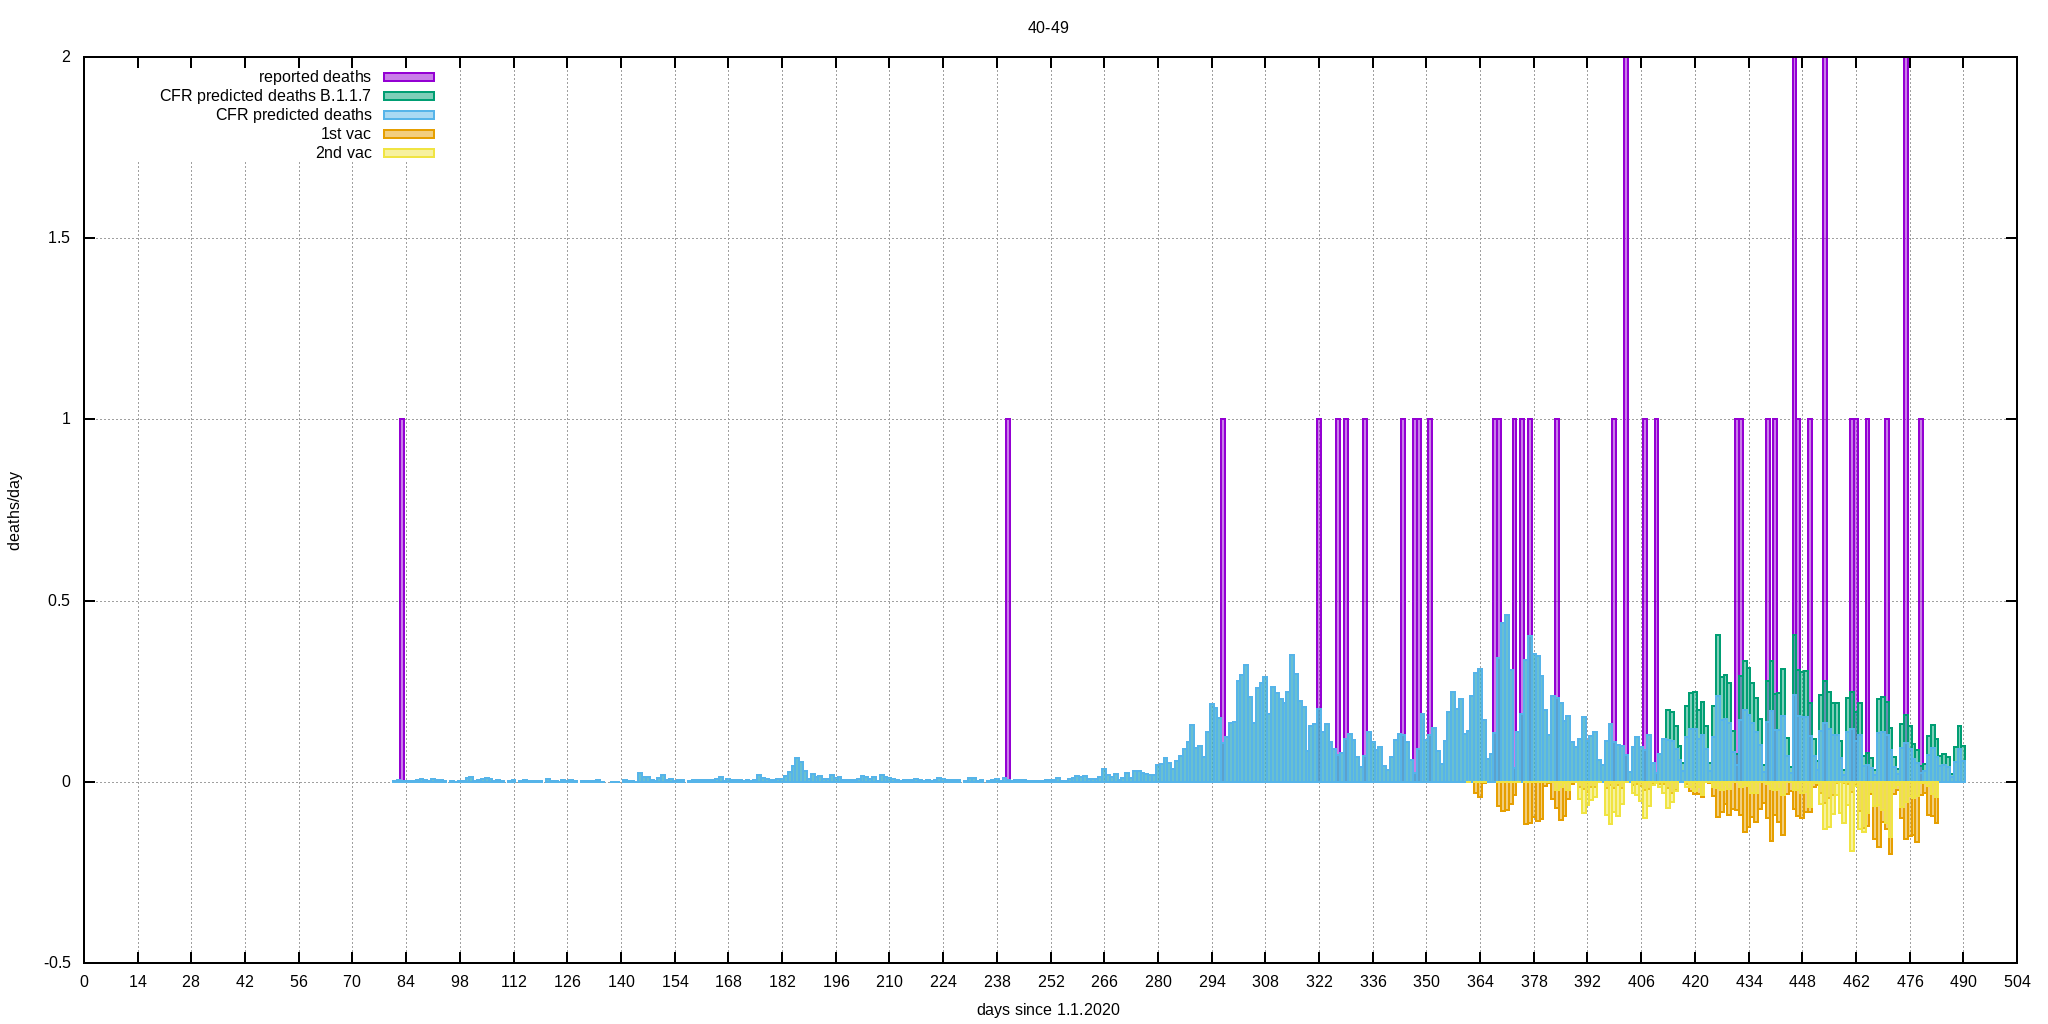 40-49
2
reported deaths
CFR predicted deaths B.1.1.7
CFR predicted deaths
1st vac
2nd vac
1.5
1
deaths/day
0.5
0
-0.5
0 14 28 42 56 70 84 98 112 126 140 154 168 182 196 210 224 238 252 266 280 294 308 322 336 350 364 378 392 406 420 434 448 462 476 490 504
days since 1.1.2020